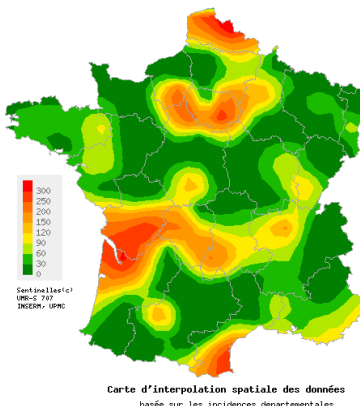 300
250
200
150
120
90
60
30
0
Sentinelles(c)
UMR-S 707
INSERM, UPMC
Carte d'interpolation spatiale des données
basée sur les incidences departementales